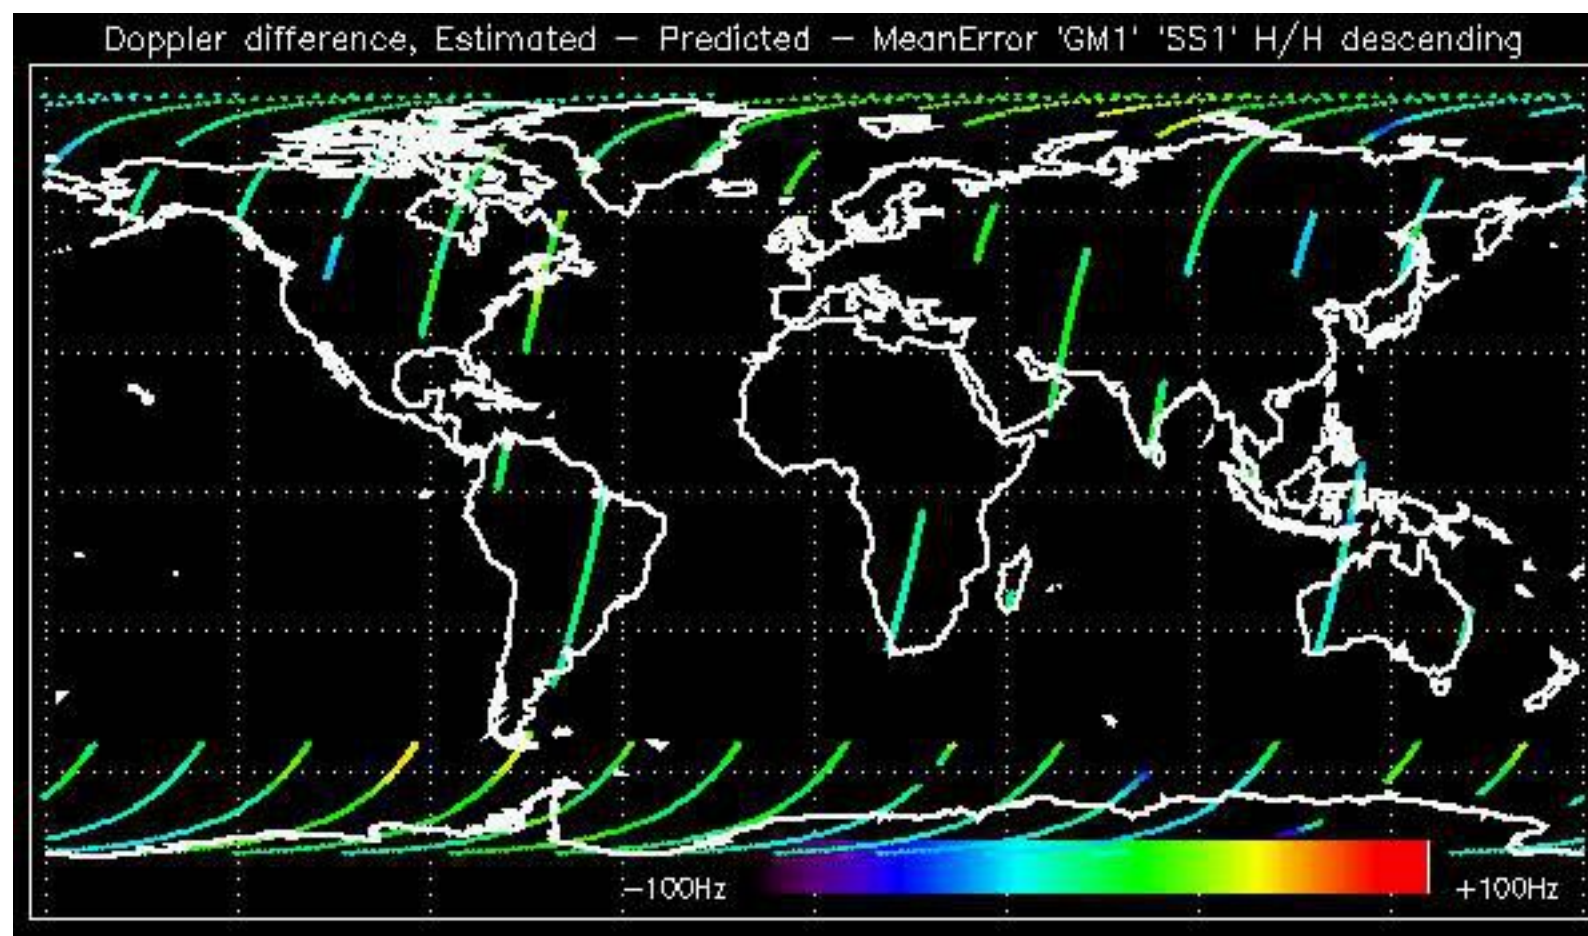 Doppler difference, Estimated – Predicted – MeanError 'GM1' 'SS1' H/H descending
–100Hz
+100Hz